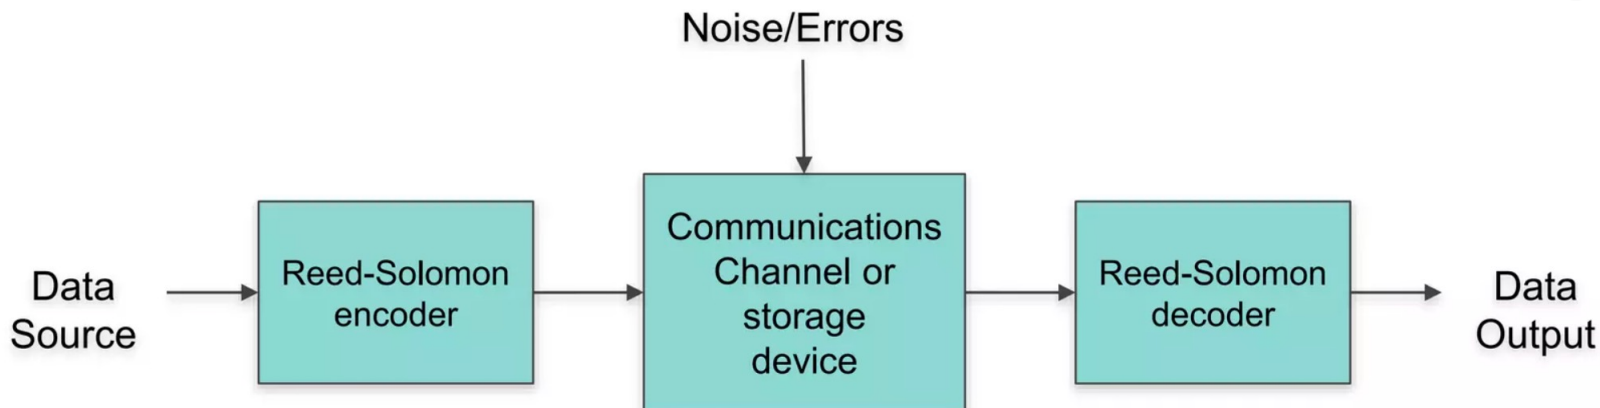 Noise/Errors
Data
Source
Reed-Solomon
encoder
Communications
Channel or
storage
device
Reed-Solomon
decoder
Data
Output